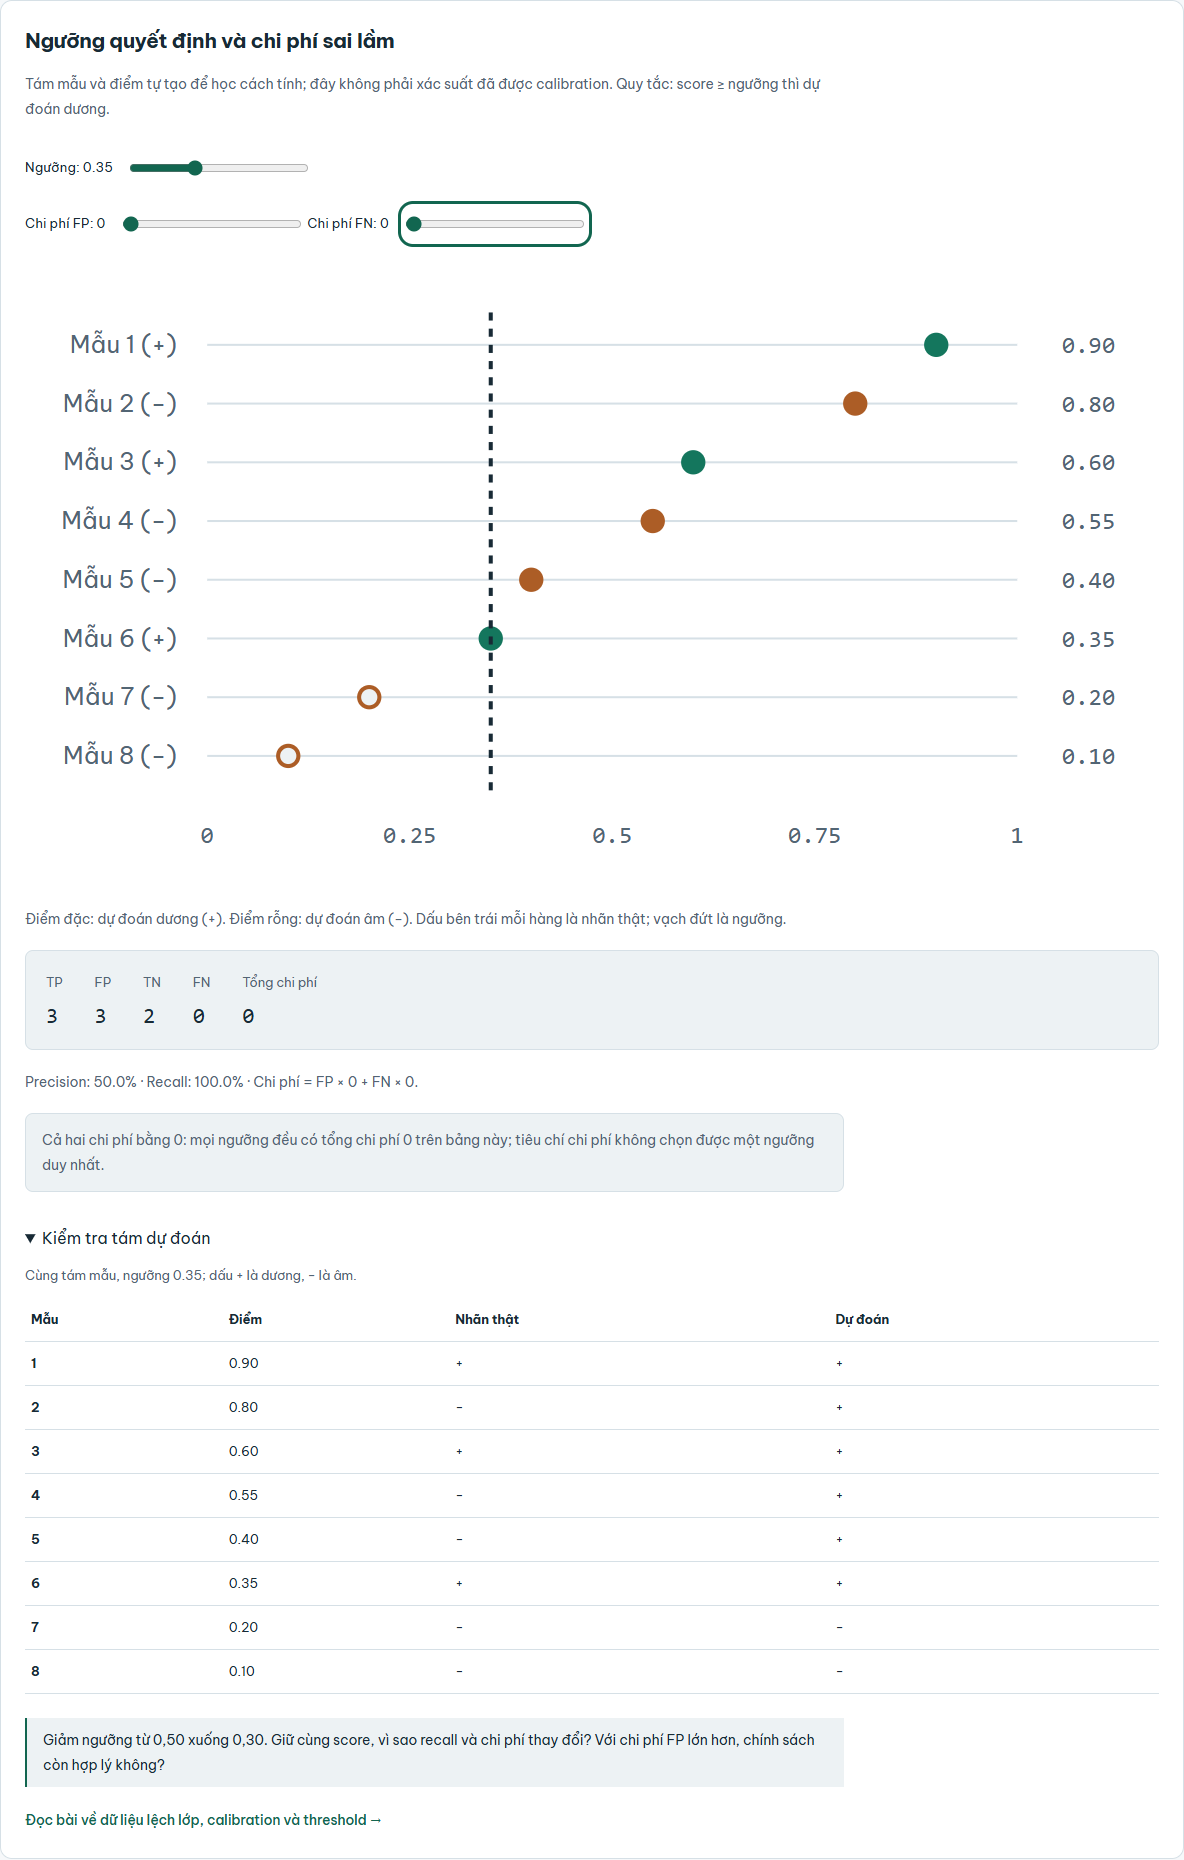 Ngưỡng quyết định và chi phí sai lầm
Tám mẫu và điểm tự tạo để học cách tính; đây không phải xác suất đã được calibration. Quy tắc: score ≥ ngưỡng thì dự
đoán dương.
Ngưỡng: 0.35
Chi phí FP: 0 Chi phí FN: 0
Mẫu 1 (+) 0.90
Mẫu 2 (−) 0.80
Mẫu 3 (+) 0.60
Mẫu 4 (−) 0.55
Mẫu 5 (−) 0.40
Mẫu 6 (+) 0.35
Mẫu 7 (−) 0.20
Mẫu 8 (−) 0.10
0 0.25 0.5 0.75 1
Điểm đặc: dự đoán dương (+). Điểm rỗng: dự đoán âm (−). Dấu bên trái mỗi hàng là nhãn thật; vạch đứt là ngưỡng.
TP FP TN FN Tổng chi phí
3 3 2 0 0
Precision: 50.0% · Recall: 100.0% · Chi phí = FP × 0 + FN × 0.
Cả hai chi phí bằng 0: mọi ngưỡng đều có tổng chi phí 0 trên bảng này; tiêu chí chi phí không chọn được một ngưỡng
duy nhất.
▼ Kiểm tra tám dự đoán
Cùng tám mẫu, ngưỡng 0.35; dấu + là dương, − là âm.
Mẫu Điểm Nhãn thật Dự đoán
1 0.90 + +
2 0.80 − +
3 0.60 + +
4 0.55 − +
5 0.40 − +
6 0.35 + +
7 0.20 − −
8 0.10 − −
Giảm ngưỡng từ 0,50 xuống 0,30. Giữ cùng score, vì sao recall và chi phí thay đổi? Với chi phí FP lớn hơn, chính sách
còn hợp lý không?
Đọc bài về dữ liệu lệch lớp, calibration và threshold →